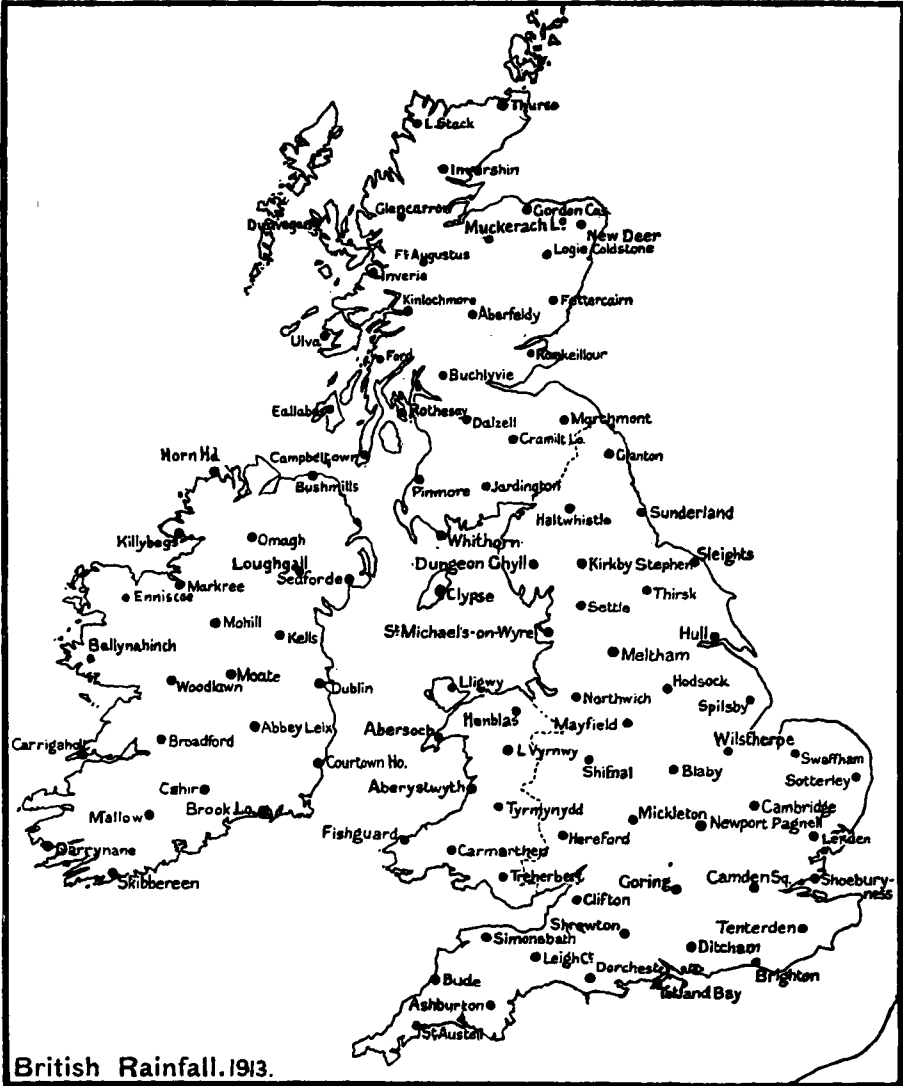 Thurso
L. Stack
Invershin
Glencarron
Gordon Cas.
Dunvegan
Muckerach L.
New Deer
Ft Augustus
Logie Coldstone
Inverie
Kinlochmore
Fettercairn
Aberfeldy
Ulva
Ford
Rankeillour
Buchlyvie
Eallabus
Rothesay
Dalzell
Marchmont
Cramilt Lo.
Horn Hd.
Campbeltown
Glanton
Bushmills
Pinmore
Jardington
Haltwhistle
Sunderland
Killybegs
Omagh
Whithorn
Loughgall
Seaforde
Dungeon Ghyll
Kirkby Stephen
Sleights
Markree
Enniscoe
Clypse
Settle
Thirsk
Mohill
Kells
St Michael's-on-Wyre
Hull
Ballynahinch
Meltham
Moate
Woodlawn
Dublin
Lligwy
Northwich
Hodsock
Spilsby
Abbey Leix
Abersoch
Henblas
Mayfield
Carrigaholt
Broadford
L Vyrnwy
Wilsthorpe
Swaffham
Courtown Ho.
Shifnal
Blaby
Sotterley
Cahir
Aberystwyth
Mallow
Brook Lo.
Tyrmynydd
Mickleton
Cambridge
Newport Pagnell
Fishguard
Hereford
Lexden
Darrynane
Carmarthen
Skibbereen
Treherbert
Goring
Camden Sq.
Shoebury-
ness
Clifton
Shrewton
Tenterden
Simonsbath
Ditcham
Leigh Ct
Dorchester
Brighton
Bude
Totland Bay
Ashburton
St Austell
British Rainfall. 1913.